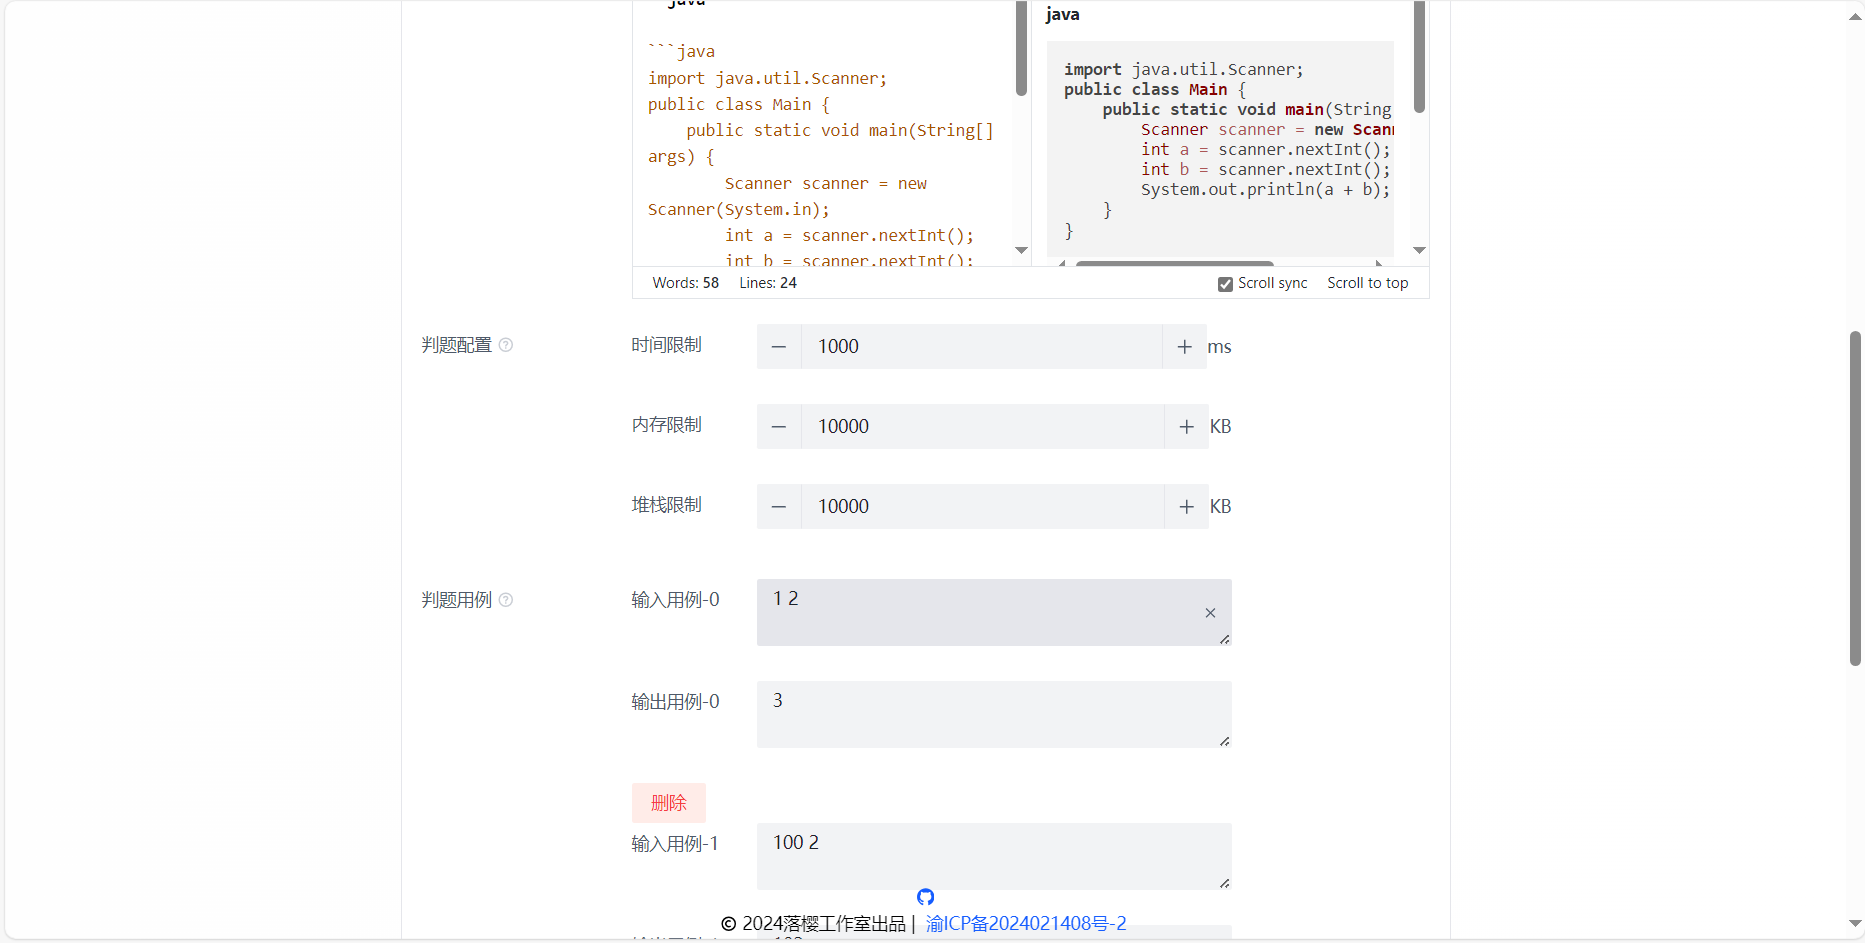 java
```java
import java.util.Scanner;
public class Main {
    public static void main(String[]
args) {
        Scanner scanner = new
Scanner(System.in);
        int a = scanner.nextInt();
        int b = scanner.nextInt();
java
import java.util.Scanner;
public class Main {
    public static void main(String
        Scanner scanner = new Scann
        int a = scanner.nextInt();
        int b = scanner.nextInt();
        System.out.println(a + b);
    }
}
Words: 58 Lines: 24 Scroll sync Scroll to top
判题配置 时间限制 1000 ms
内存限制 10000 KB
堆栈限制 10000 KB
判题用例 输入用例-0 1 2
输出用例-0 3
删除
输入用例-1 100 2
© 2024落樱工作室出品 | 渝ICP备2024021408号-2